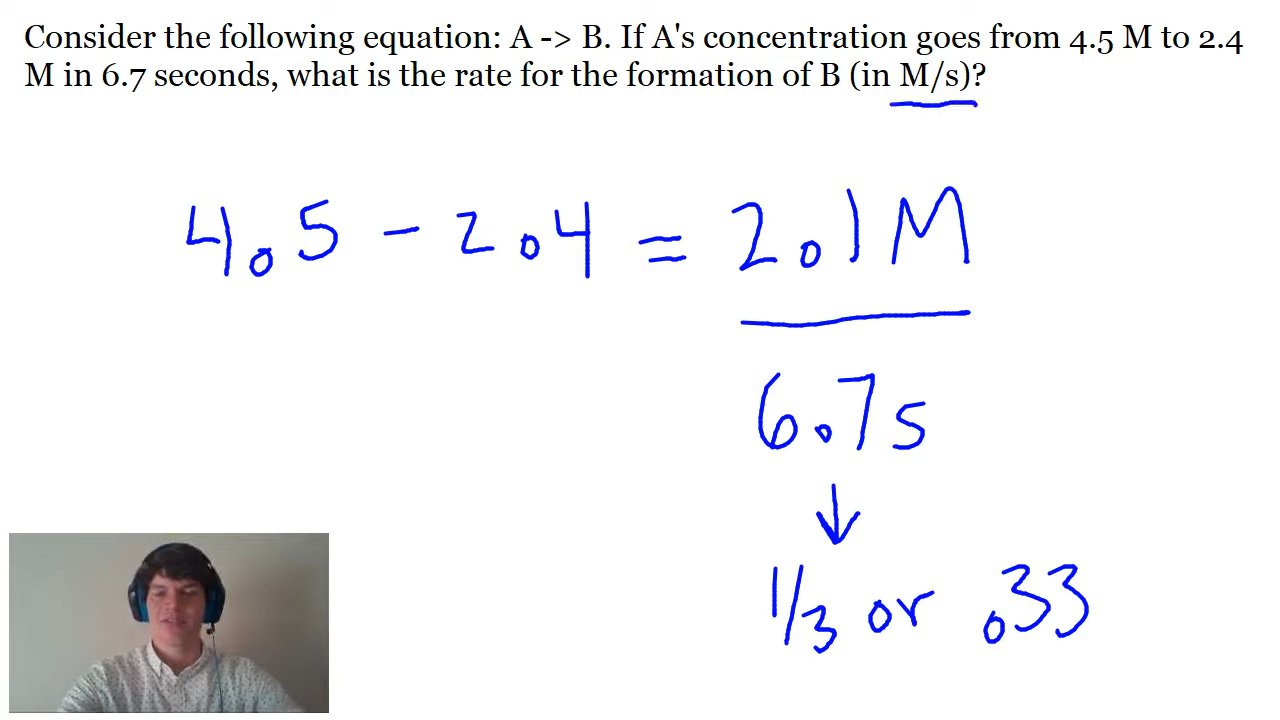 Consider the following equation: A -> B. If A's concentration goes from 4.5 M to 2.4
M in 6.7 seconds, what is the rate for the formation of B (in M/s)?
4.5 - 2.4 = 2.1 M
6.7 s
↓
1/3 or .33